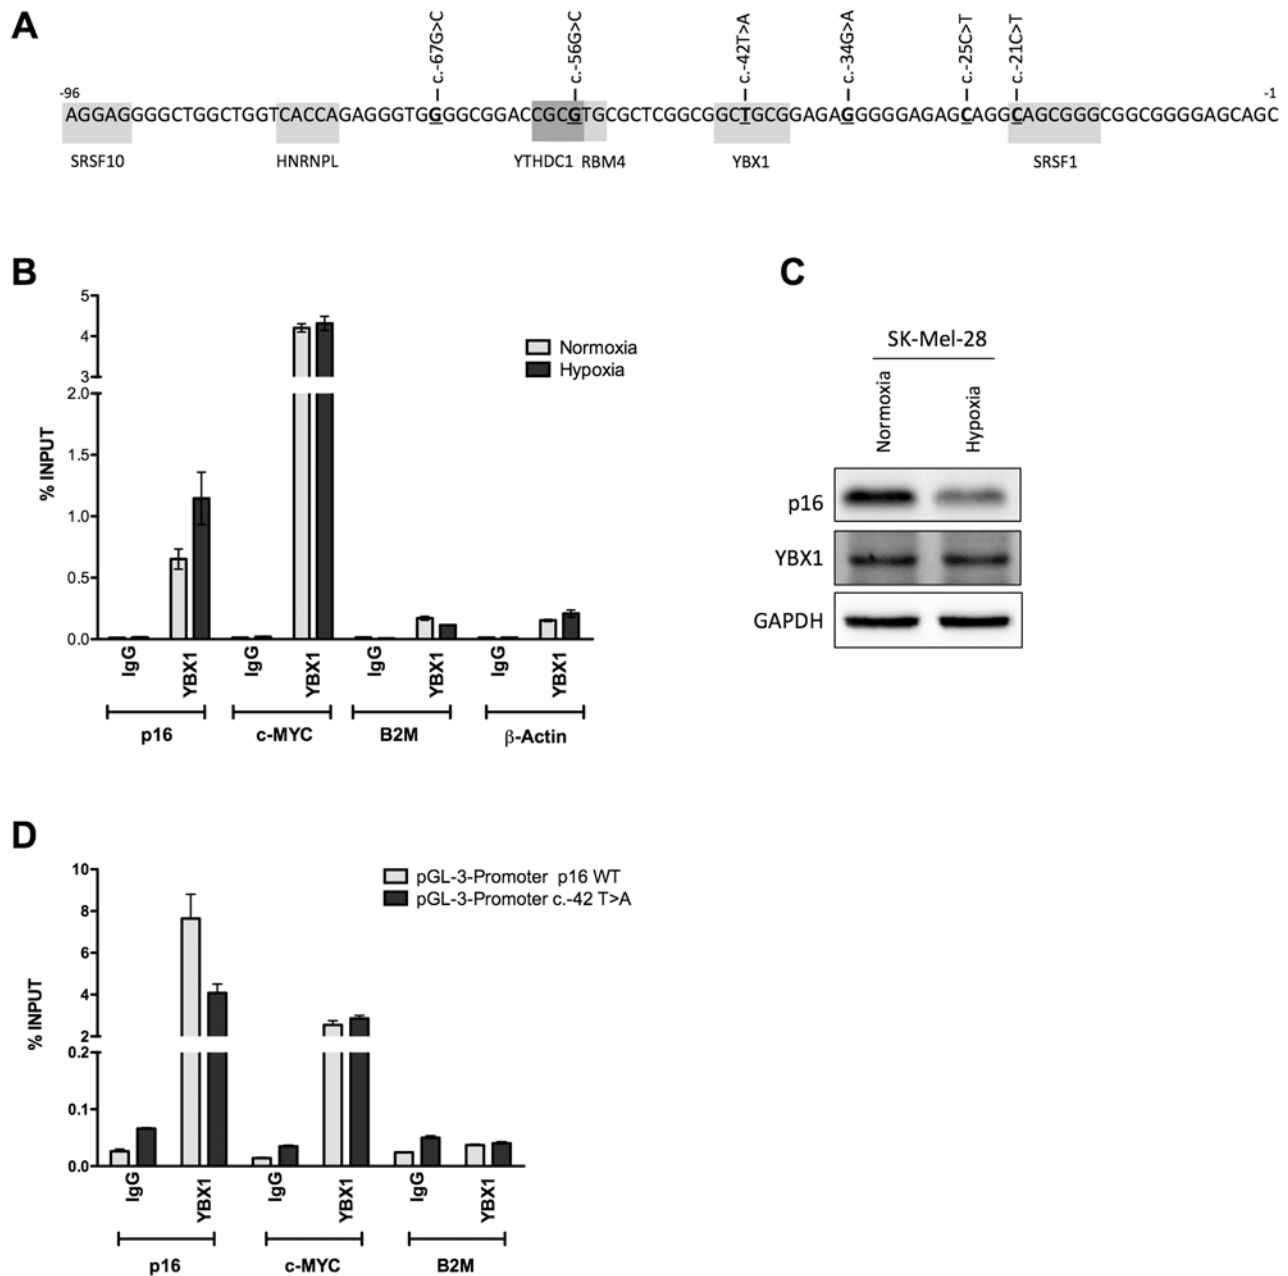 A
c.-67G>C
c.-56G>C
c.-42T>A
c.-34G>A
c.-25C>T
c.-21C>T
-96
-1
AGGAGGGGGCTGGCTGGTCACCAGAGGGTGGGGCGGACCGCGTGCGCTCGGCGGCTGCGGAGAGGGGGAGAGCAGGCAGCGGGCGGCGGGGAGCAGC
SRSF10
HNRNPL
YTHDC1 RBM4
YBX1
SRSF1
B
5
4
3
2.0
1.5
1.0
0.5
0.0
% INPUT
Normoxia
Hypoxia
IgG
YBX1
IgG
YBX1
IgG
YBX1
IgG
YBX1
p16
c-MYC
B2M
β-Actin
C
SK-Mel-28
Normoxia
Hypoxia
p16
YBX1
GAPDH
D
10
8
6
4
2
0.2
0.1
0.0
% INPUT
pGL-3-Promoter p16 WT
pGL-3-Promoter c.-42 T>A
IgG
YBX1
IgG
YBX1
IgG
YBX1
p16
c-MYC
B2M